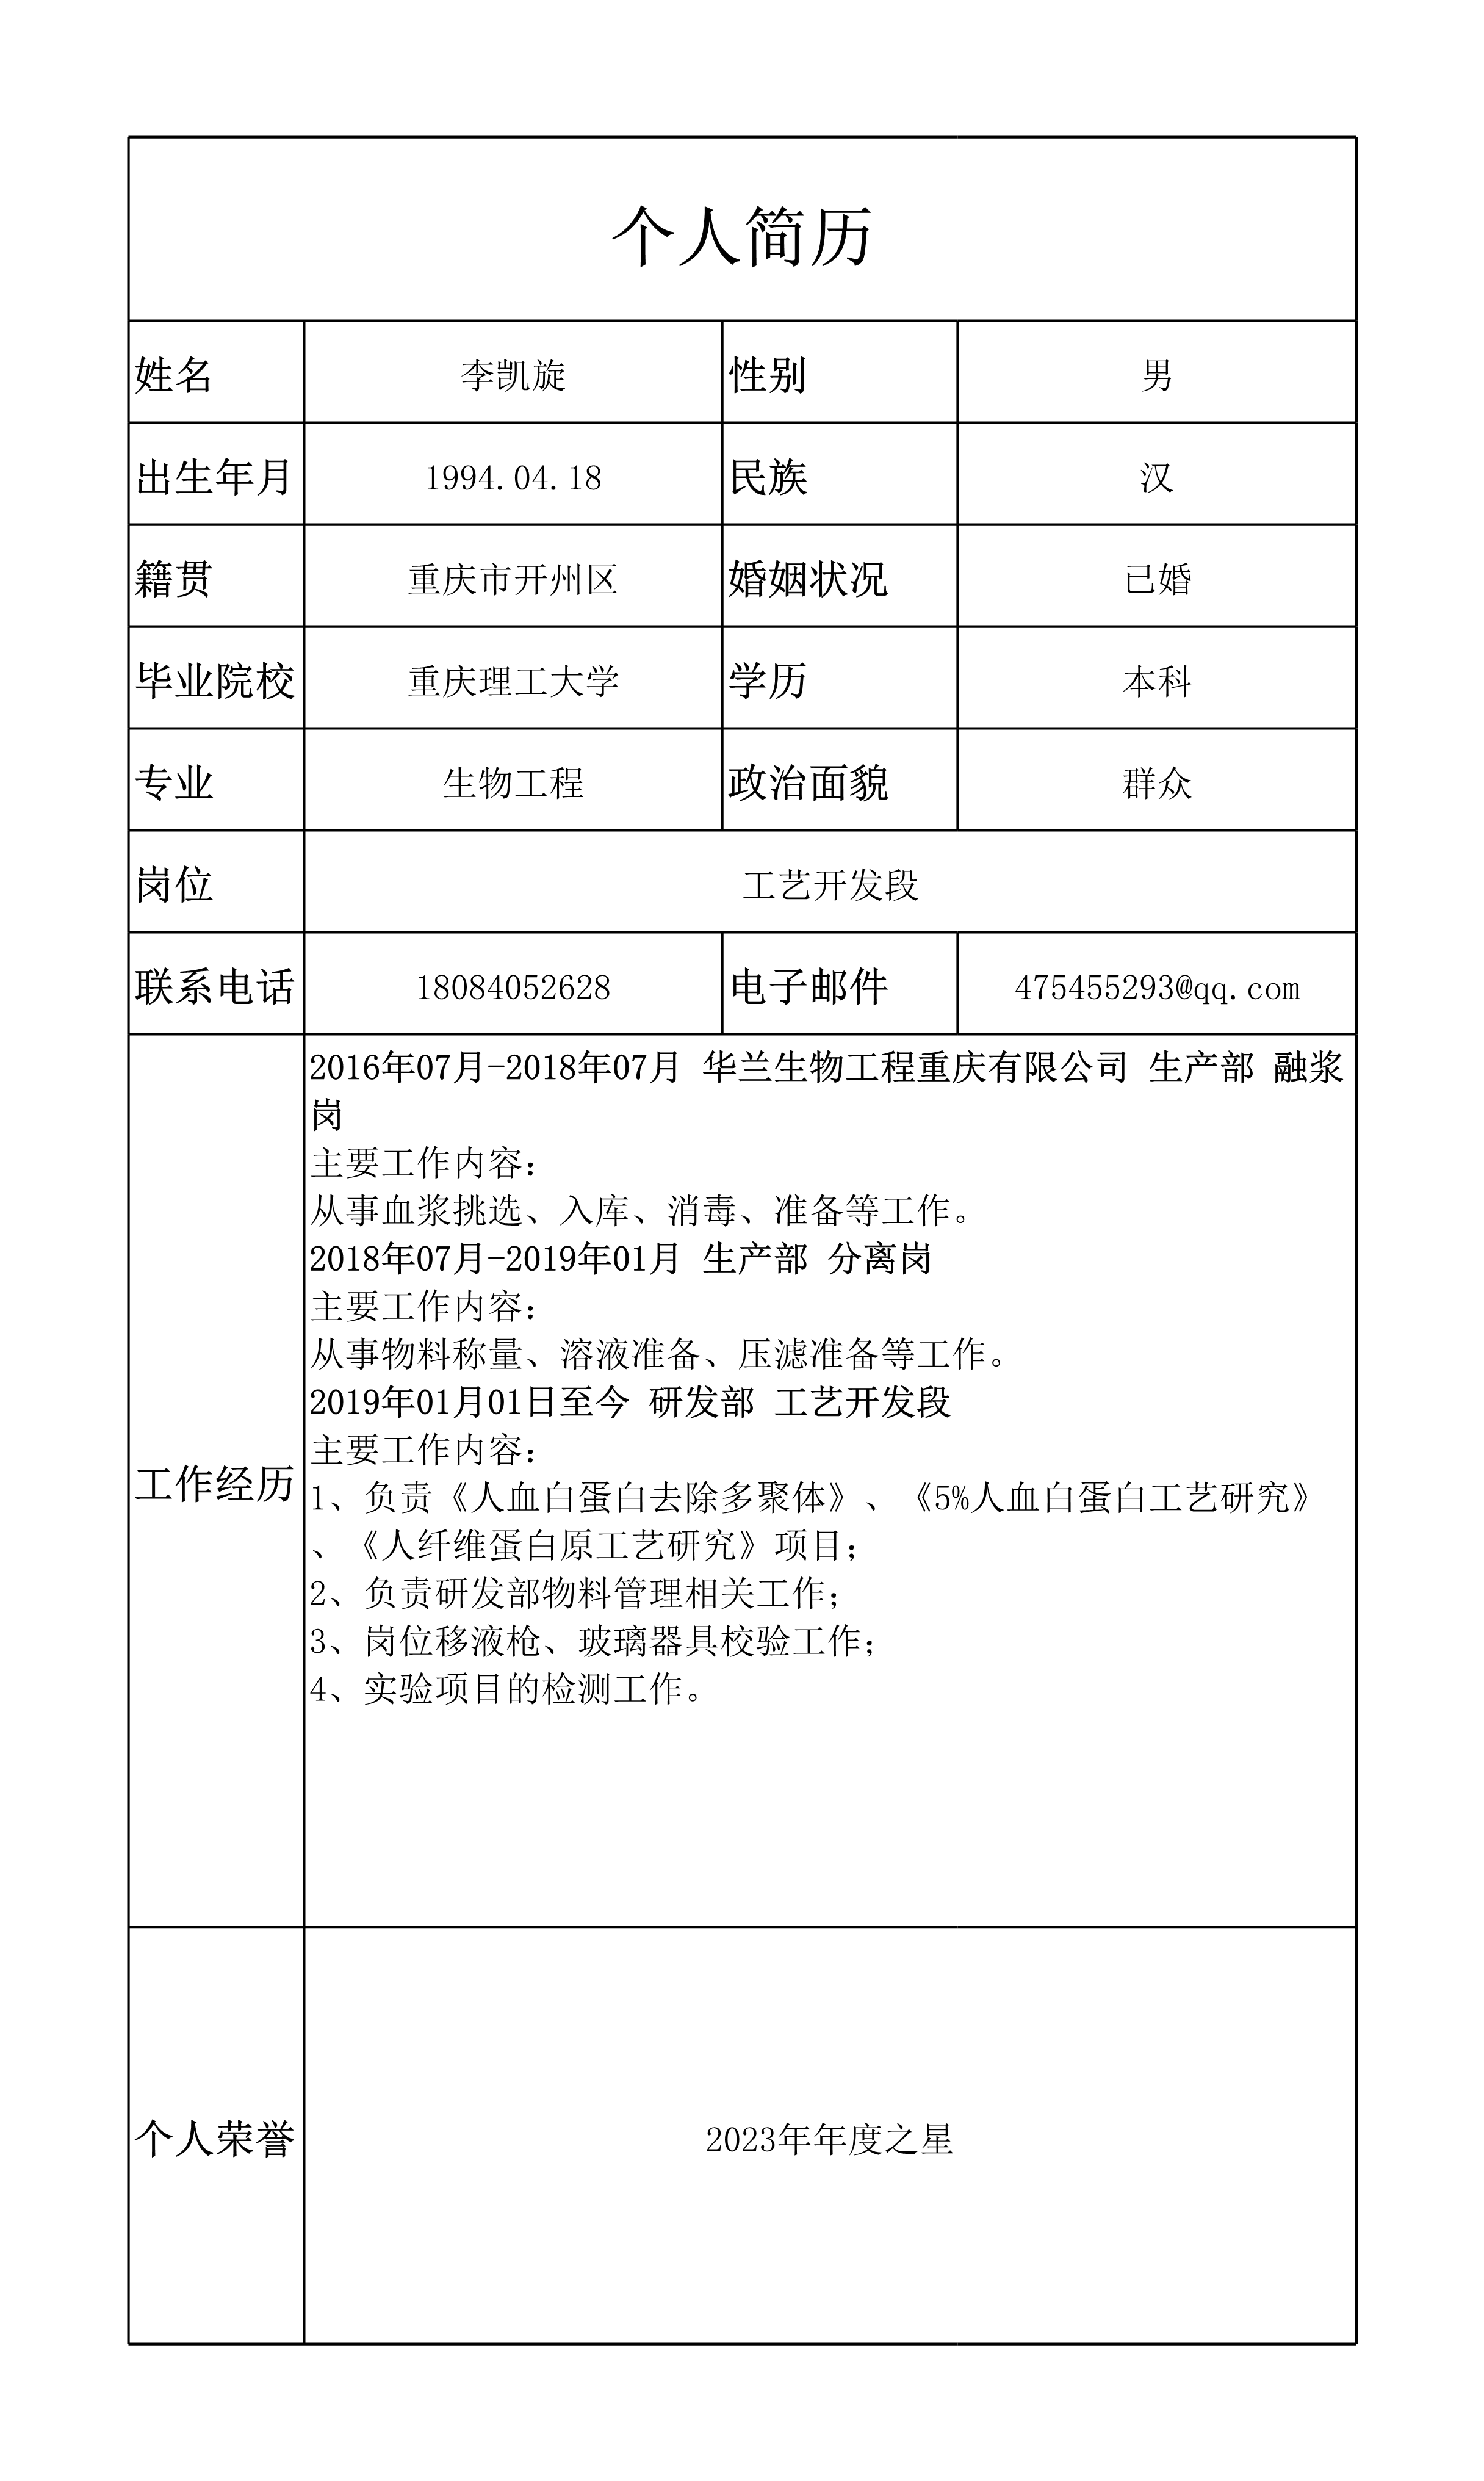 个人简历
姓名 李凯旋 性别 男
出生年月 1994.04.18 民族 汉
籍贯 重庆市开州区 婚姻状况 已婚
毕业院校 重庆理工大学 学历 本科
专业 生物工程 政治面貌 群众
岗位 工艺开发段
联系电话 18084052628 电子邮件 475455293@qq.com
工作经历
2016年07月-2018年07月 华兰生物工程重庆有限公司 生产部 融浆
岗
主要工作内容：
从事血浆挑选、入库、消毒、准备等工作。
2018年07月-2019年01月 生产部 分离岗
主要工作内容：
从事物料称量、溶液准备、压滤准备等工作。
2019年01月01日至今 研发部 工艺开发段
主要工作内容：
1、负责《人血白蛋白去除多聚体》、《5%人血白蛋白工艺研究》
、《人纤维蛋白原工艺研究》项目；
2、负责研发部物料管理相关工作；
3、岗位移液枪、玻璃器具校验工作；
4、实验项目的检测工作。
个人荣誉 2023年年度之星